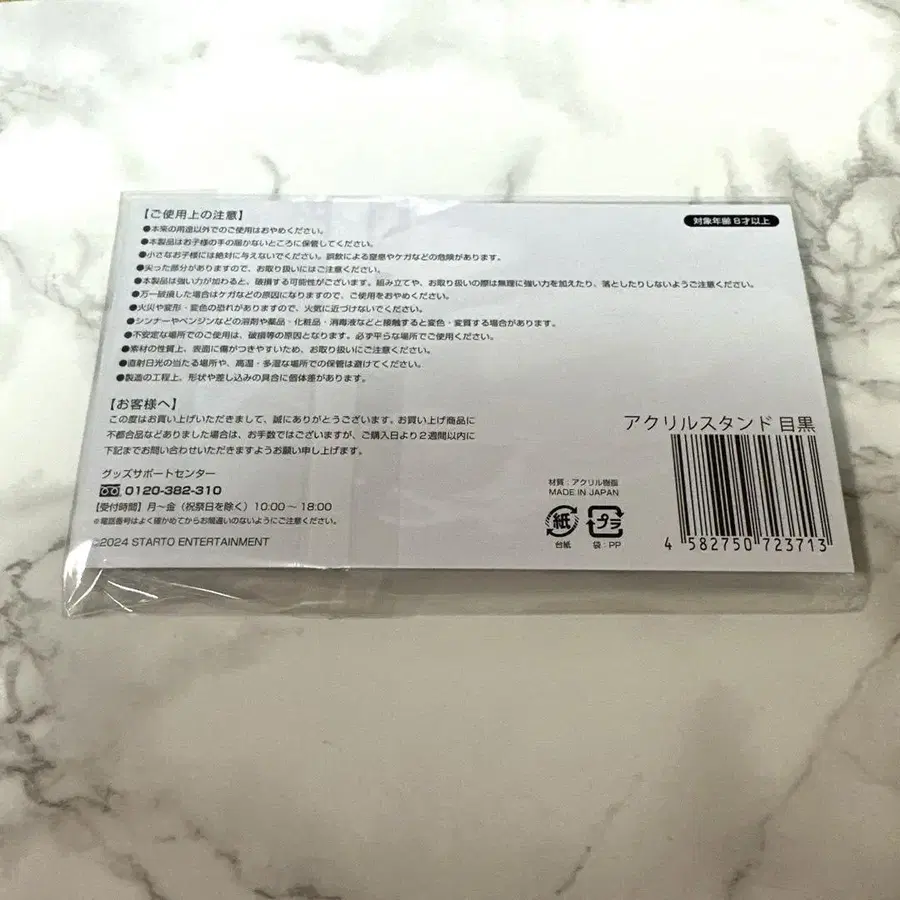 【ご使用上の注意】
対象年齢8才以上
●本来の用途以外でのご使用はおやめください。
●本製品はお子様の手の届かないところに保管してください。
●小さなお子様には絶対に与えないでください。誤飲による窒息やケガなどの危険があります。
●尖った部分がありますので、お取り扱いにはご注意ください。
●本製品は強い力が加わると、破損する可能性がございます。組み立てや、お取り扱いの際は無理に強い力を加えたり、落としたりしないようご注意ください。
●万一破損した場合はケガなどの原因になりますので、ご使用をおやめください。
●火災や変形・変色の恐れがありますので、火気に近づけないでください。
●シンナーやベンジンなどの溶剤や薬品・化粧品・消毒液などと接触すると変色・変質する場合があります。
●不安定な場所でのご使用は、破損等の原因となります。必ず平らな場所でご使用ください。
●素材の性質上、表面に傷がつきやすいため、お取り扱いにご注意ください。
●直射日光の当たる場所や、高温・多湿な場所での保管は避けてください。
●製造の工程上、形状や差し込みの具合に個体差があります。
【お客様へ】
この度はお買い上げいただきまして、誠にありがとうございます。お買い上げ商品に
不都合品などありました場合は、お手数ではございますが、ご購入日より2週間以内に
下記までお問い合わせいただきますようお願い申し上げます。
グッズサポートセンター
0120-382-310
【受付時間】月～金（祝祭日を除く）10:00～18:00
※電話番号はよく確かめてからお間違いのないようにご注意ください。
©2024 STARTO ENTERTAINMENT
アクリルスタンド 目黒
材質：アクリル樹脂
MADE IN JAPAN
紙
台紙
プラ
袋：PP
4 582750 723713